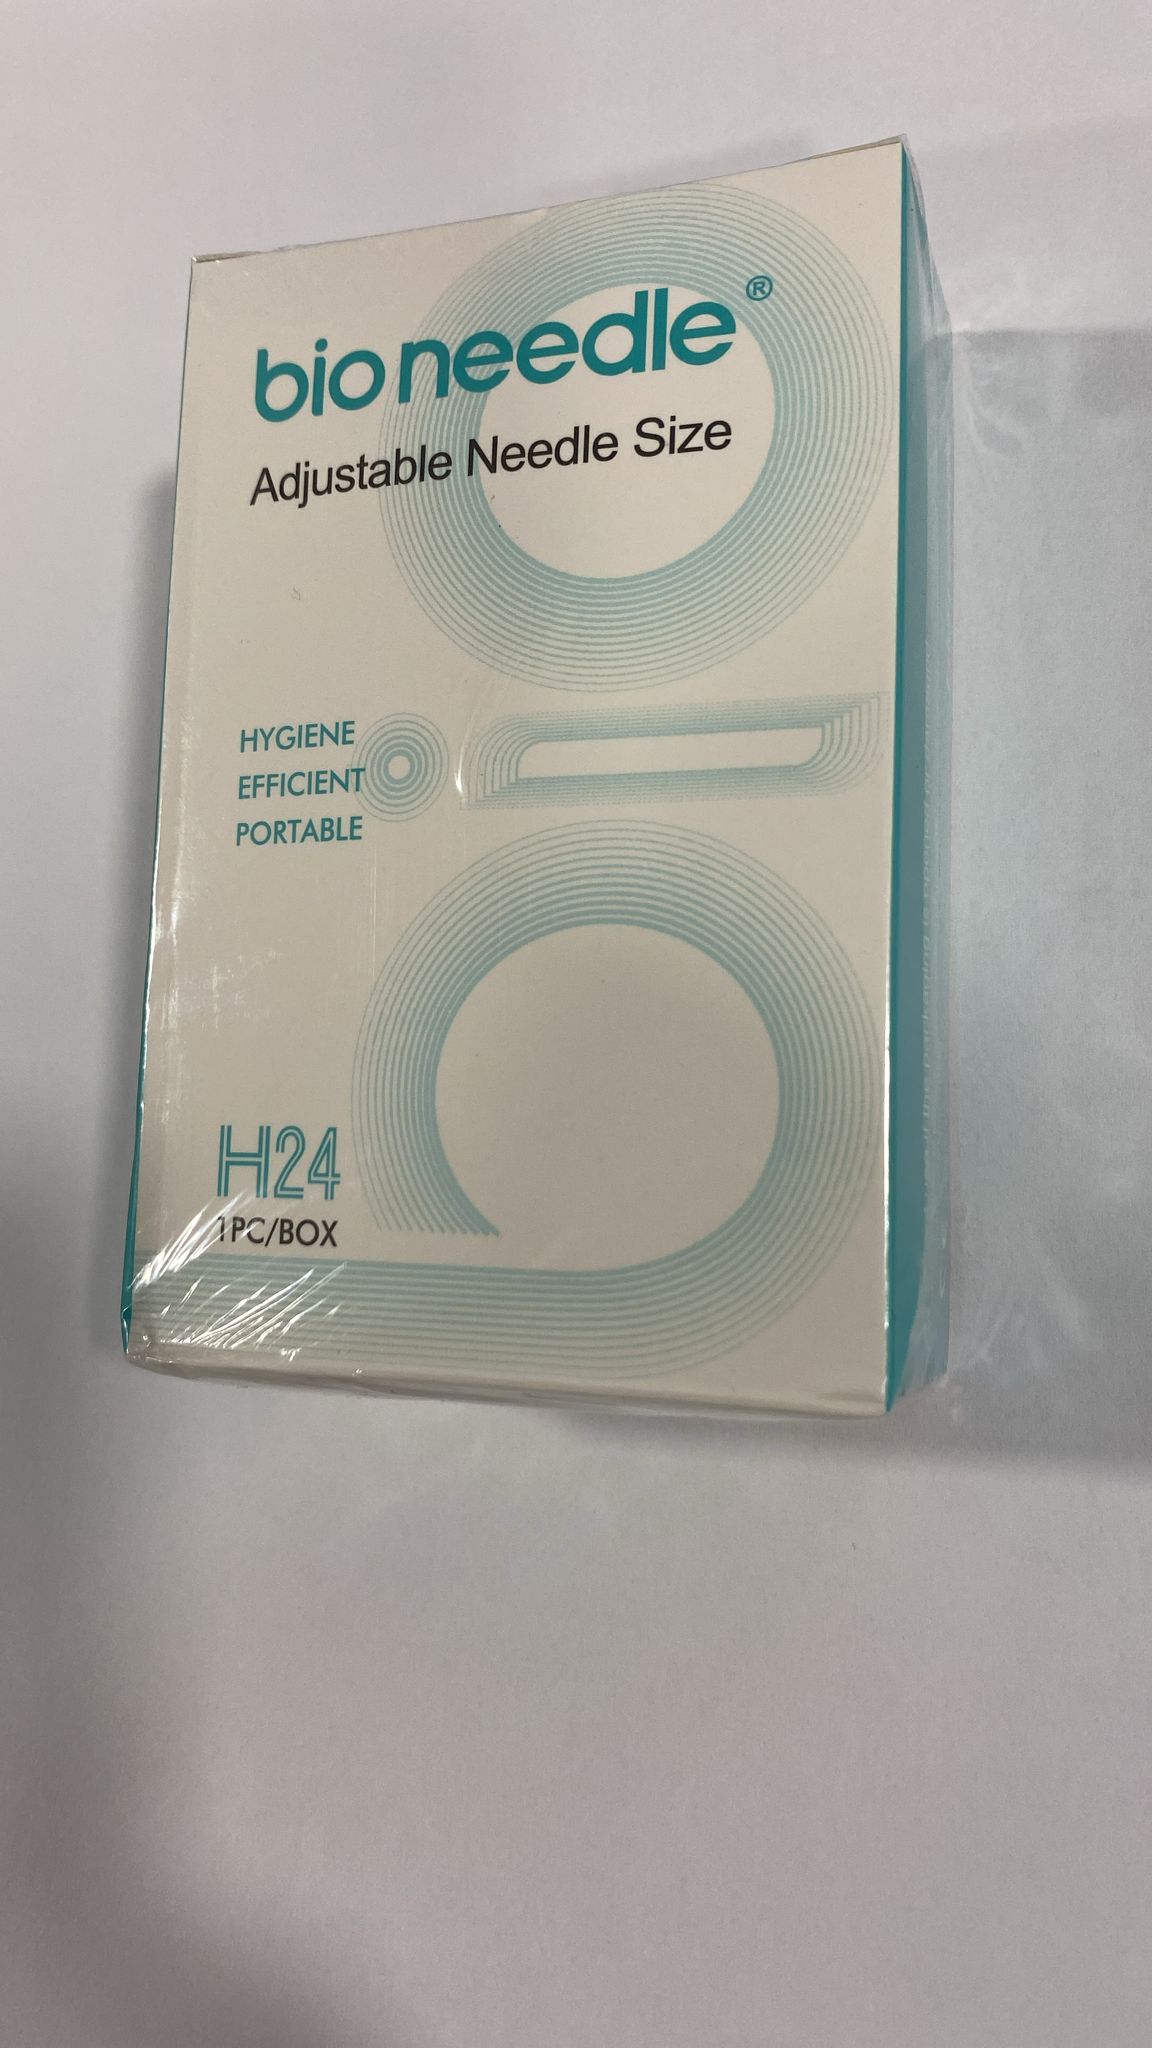 bioneedle®
Adjustable Needle Size
HYGIENE
EFFICIENT
PORTABLE
H24
1PC/BOX